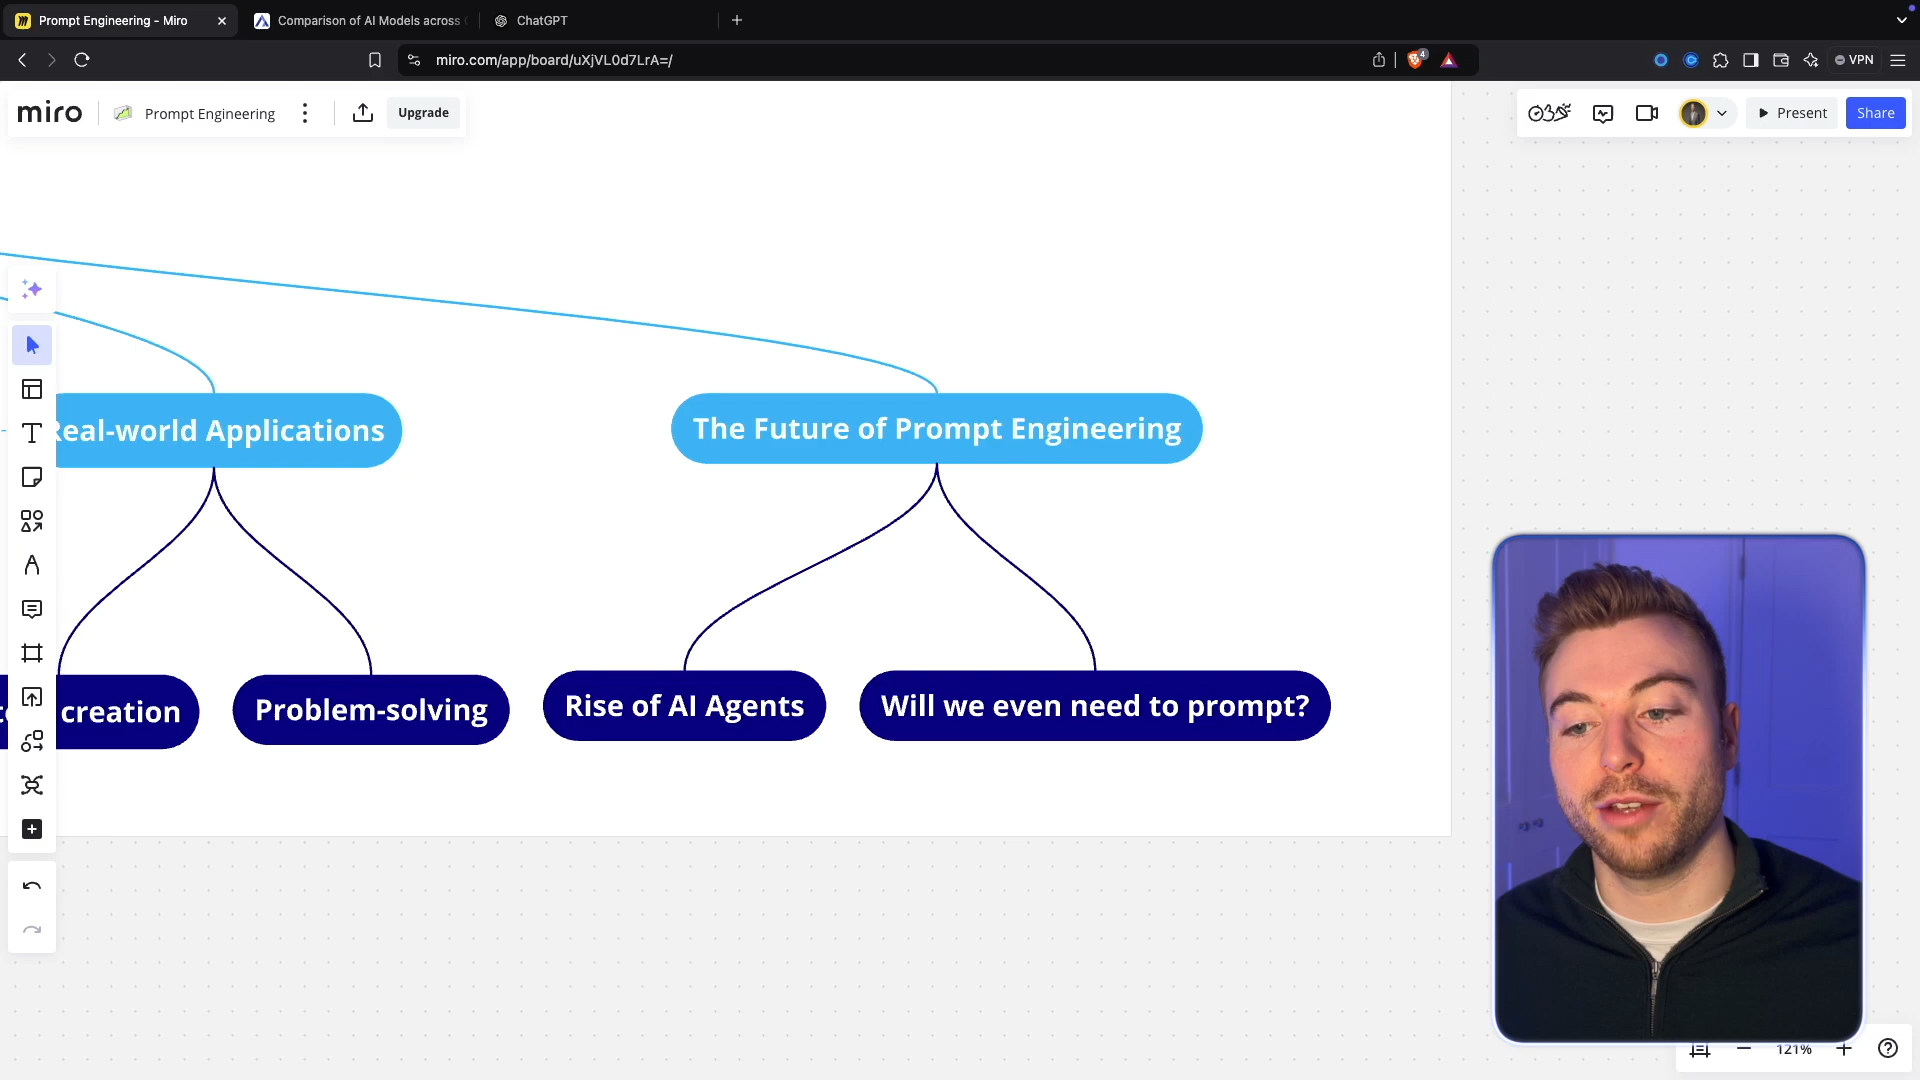 Prompt Engineering - Miro
Comparison of AI Models across
ChatGPT
miro.com/app/board/uXjVL0d7LrA=/
4
VPN
miro
Prompt Engineering
Upgrade
Present
Share
Real-world Applications
The Future of Prompt Engineering
creation
Problem-solving
Rise of AI Agents
Will we even need to prompt?
121%